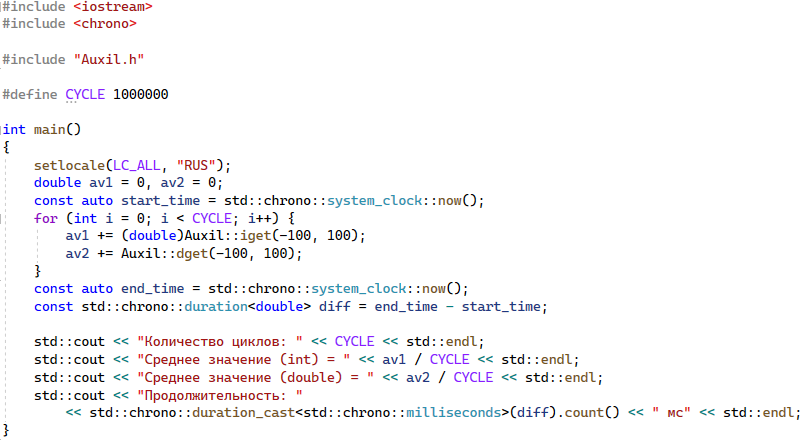 #include <iostream>
#include <chrono>
#include "Auxil.h"
#define CYCLE 1000000
int main()
{
    setlocale(LC_ALL, "RUS");
    double av1 = 0, av2 = 0;
    const auto start_time = std::chrono::system_clock::now();
    for (int i = 0; i < CYCLE; i++) {
        av1 += (double)Auxil::iget(-100, 100);
        av2 += Auxil::dget(-100, 100);
    }
    const auto end_time = std::chrono::system_clock::now();
    const std::chrono::duration<double> diff = end_time - start_time;
    std::cout << "Количество циклов: " << CYCLE << std::endl;
    std::cout << "Среднее значение (int) = " << av1 / CYCLE << std::endl;
    std::cout << "Среднее значение (double) = " << av2 / CYCLE << std::endl;
    std::cout << "Продолжительность: "
        << std::chrono::duration_cast<std::chrono::milliseconds>(diff).count() << " мс" << std::endl;
}